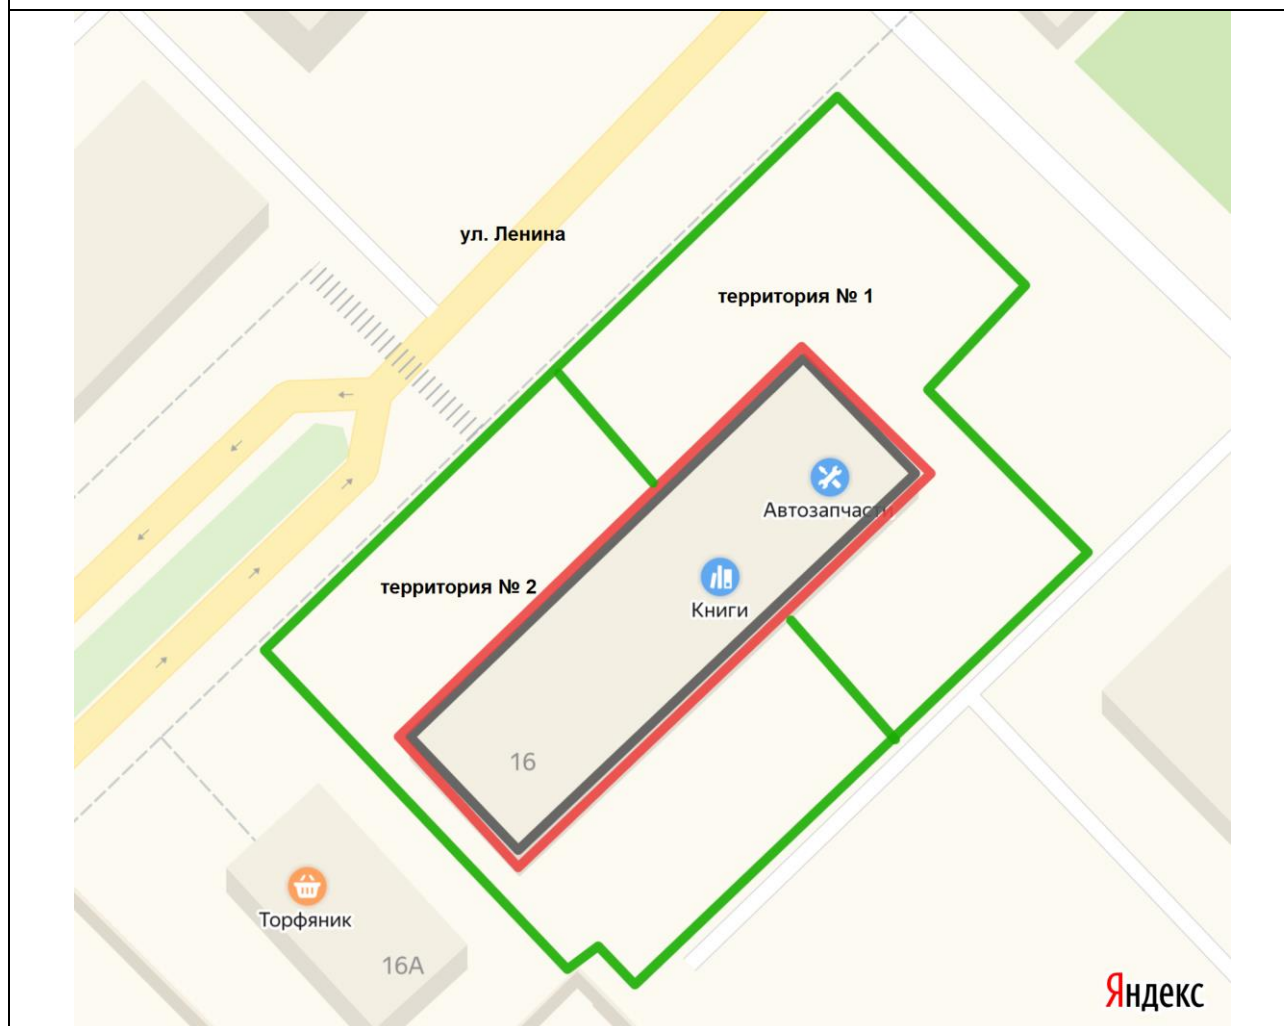 ул. Ленина
территория № 1
Автозапчасти
Книги
территория № 2
16
Торфяник
16А
Яндекс